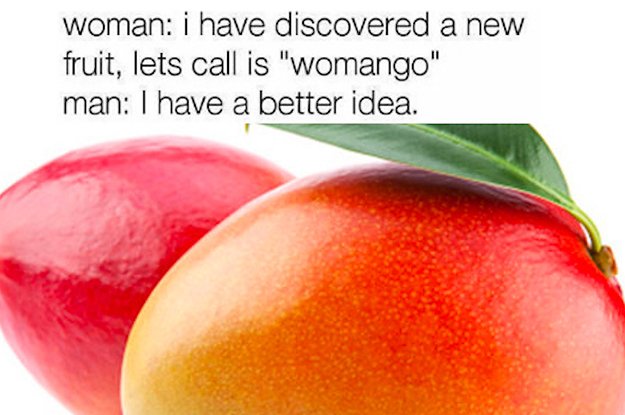 woman: i have discovered a new
fruit, lets call is "womango"
man: I have a better idea.